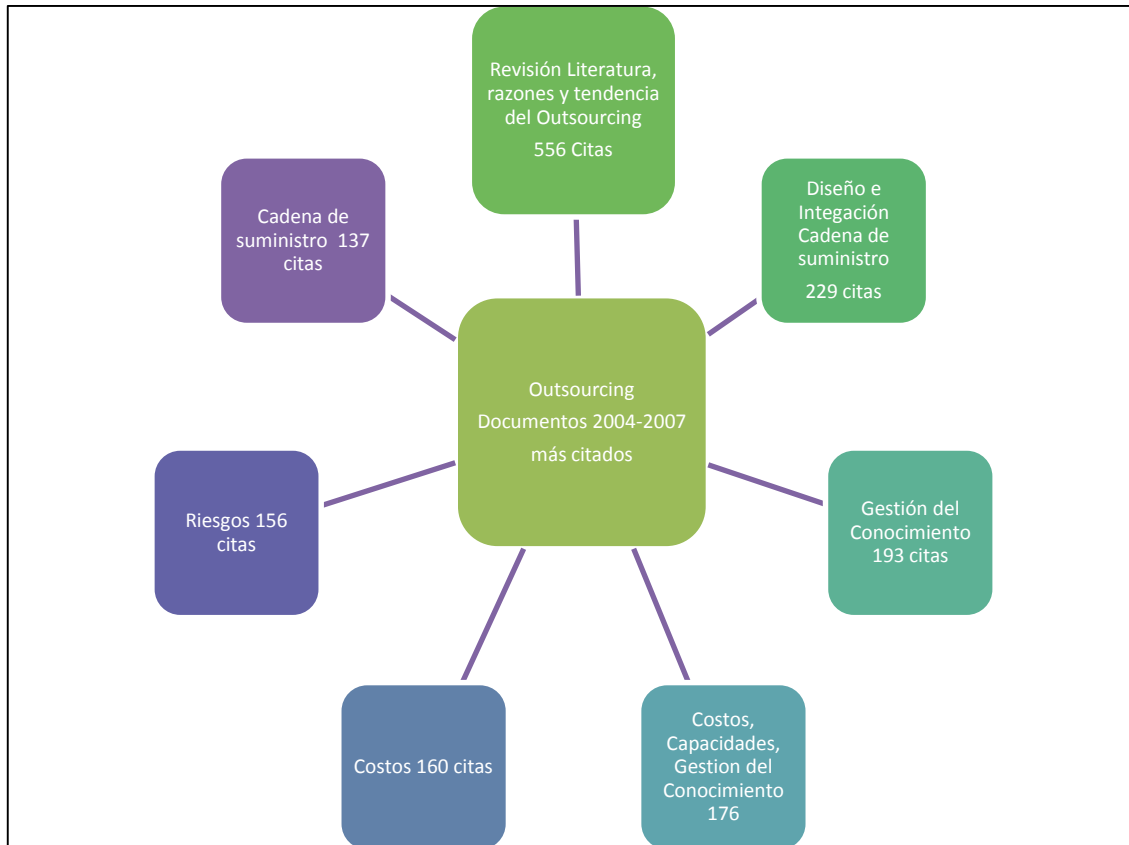 Revisión Literatura,
razones y tendencia
del Outsourcing
556 Citas
Diseño e
Integación
Cadena de
suministro
229 citas
Gestión del
Conocimiento
193 citas
Costos,
Capacidades,
Gestion del
Conocimiento
176
Costos 160 citas
Riesgos 156
citas
Cadena de
suministro 137
citas
Outsourcing
Documentos 2004-2007
más citados